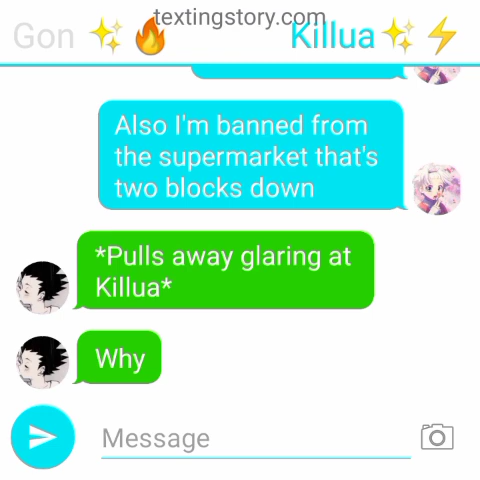 textingstory.com
Gon ✨🔥 Killua✨⚡
Also I'm banned from
the supermarket that's
two blocks down
*Pulls away glaring at
Killua*
Why
Message